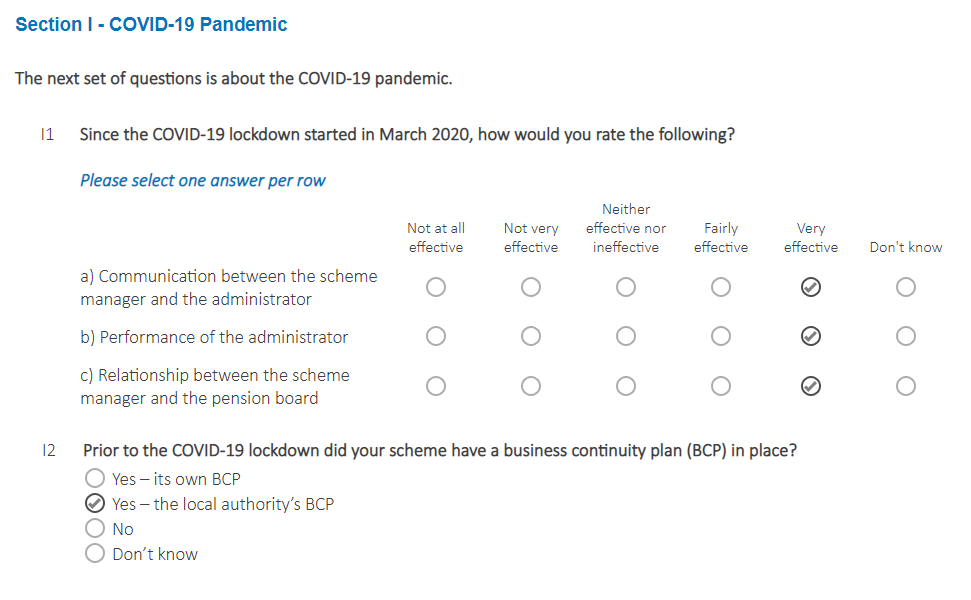 Section I - COVID-19 Pandemic
The next set of questions is about the COVID-19 pandemic.
I1 Since the COVID-19 lockdown started in March 2020, how would you rate the following?
Please select one answer per row
Not at all effective Not very effective Neither effective nor ineffective Fairly effective Very effective Don't know
a) Communication between the scheme
manager and the administrator
b) Performance of the administrator
c) Relationship between the scheme
manager and the pension board
I2 Prior to the COVID-19 lockdown did your scheme have a business continuity plan (BCP) in place?
Yes – its own BCP
Yes – the local authority’s BCP
No
Don’t know